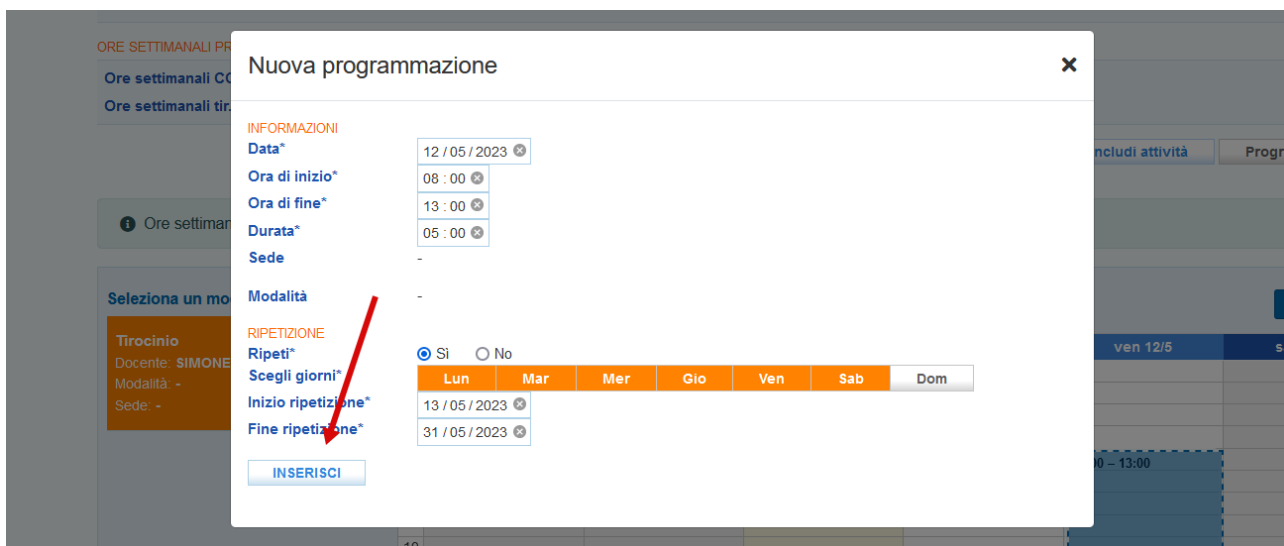 ORE SETTIMANALI PR
Ore settimanali CO
Ore settimanali tir.
Nuova programmazione
INFORMAZIONI
Data* 12 / 05 / 2023
Ora di inizio* 08 : 00
Ora di fine* 13 : 00
Durata* 05 : 00
Sede -
Modalità -
RIPETIZIONE
Ripeti* Sì No
Scegli giorni* Lun Mar Mer Gio Ven Sab Dom
Inizio ripetizione* 13 / 05 / 2023
Fine ripetizione* 31 / 05 / 2023
INSERISCI
ncludi attività Progr
Ore settiman
Seleziona un mo
Tirocinio
Docente: SIMONE
Modalità: -
Sede: -
ven 12/5 s
00 – 13:00